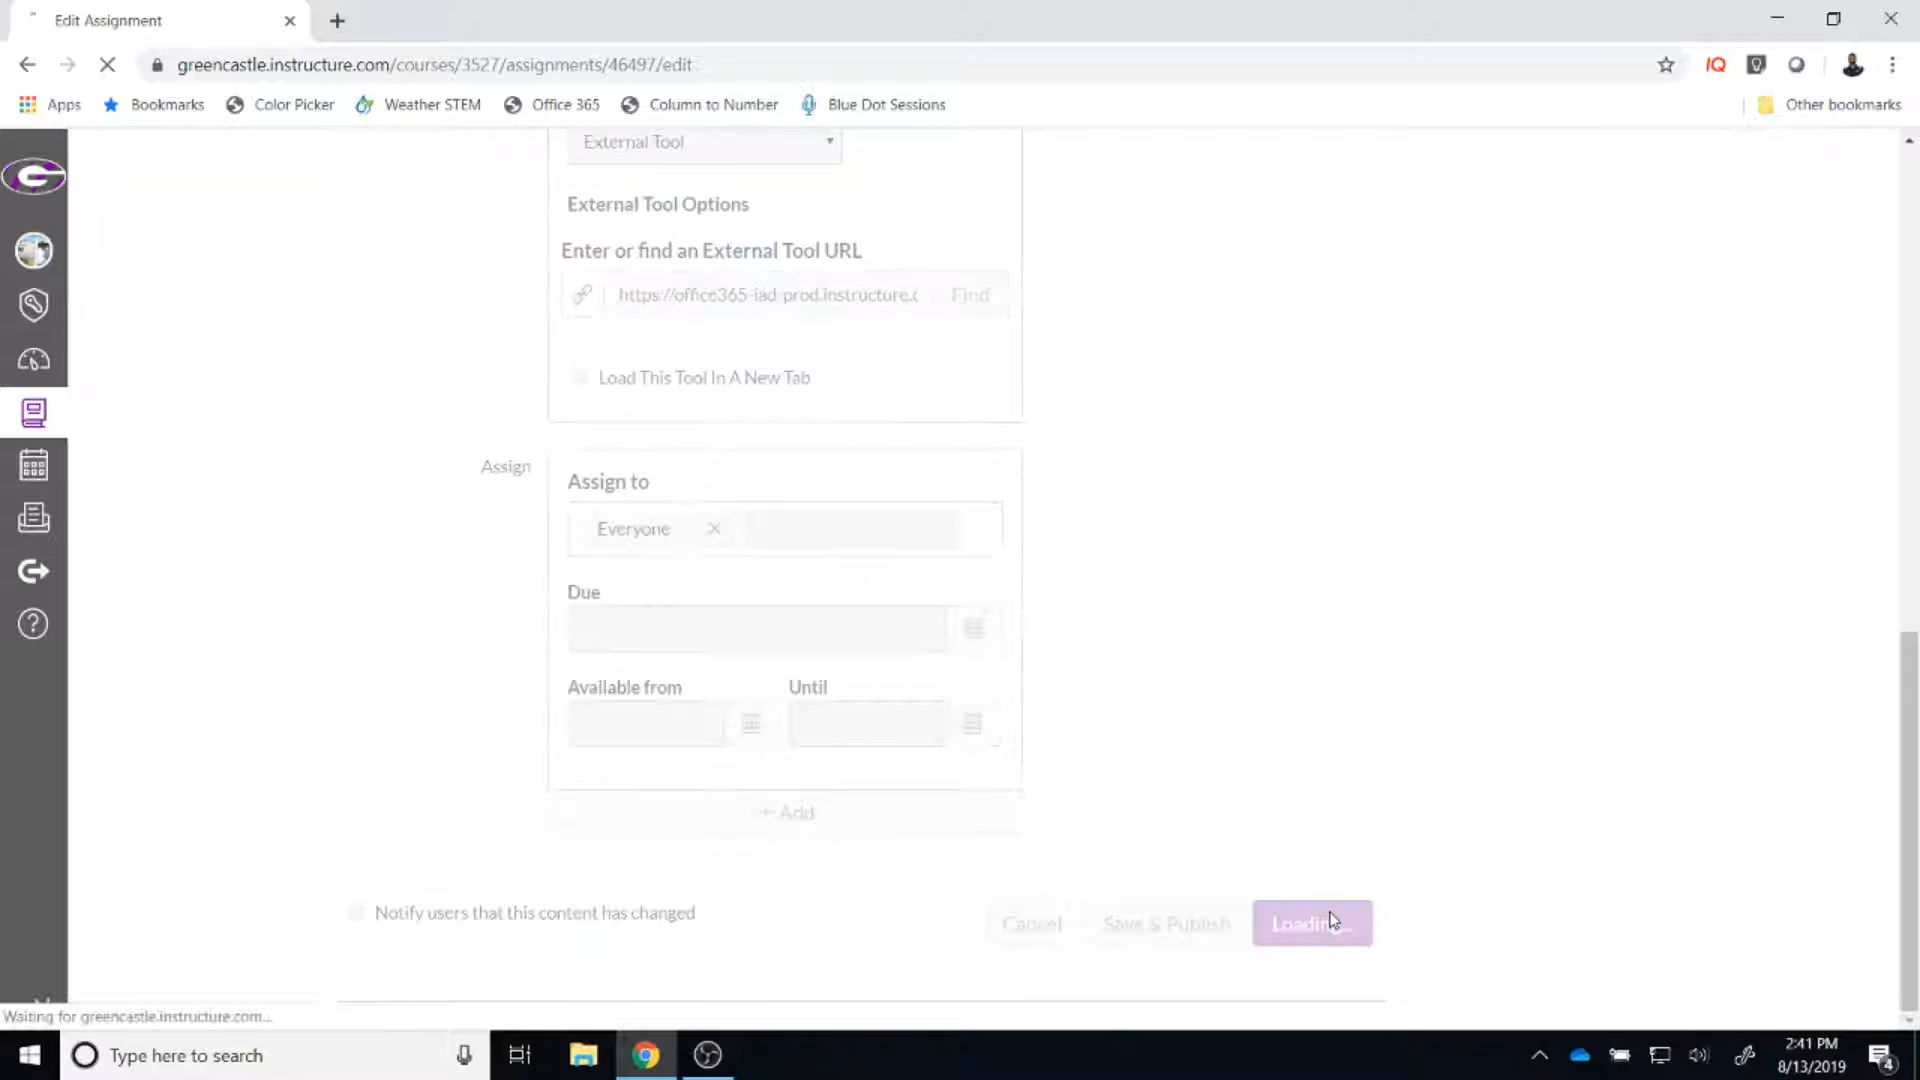 Edit Assignment
greencastle.instructure.com/courses/3527/assignments/46497/edit
IQ
Apps
Bookmarks
Color Picker
Weather STEM
Office 365
Column to Number
Blue Dot Sessions
Other bookmarks
External Tool
External Tool Options
Enter or find an External Tool URL
https://office365-iad-prod.instructure.c
Find
Load This Tool In A New Tab
Assign
Assign to
Everyone
Due
Available from
Until
+ Add
Notify users that this content has changed
Cancel
Save & Publish
Loading...
Waiting for greencastle.instructure.com...
Type here to search
2:41 PM
8/13/2019
4